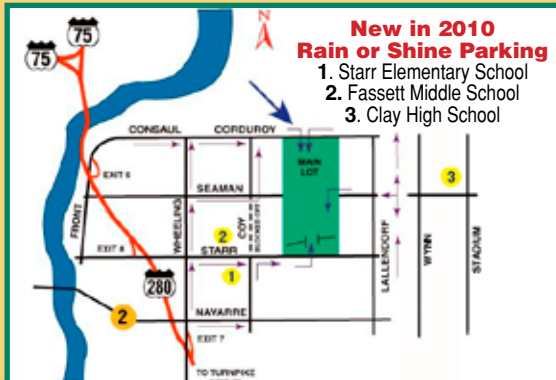 New in 2010
Rain or Shine Parking
1. Starr Elementary School
2. Fassett Middle School
3. Clay High School
N
75
75
CONSAUL
CORDUROY
MAIN
LOT
EXIT 6
SEAMAN
3
FRONT
WHEELING
COY
BLOCKED OFF
2
EXIT 8
STARR
1
LALLENDORF
WYNN
STADIUM
280
2
NAVARRE
EXIT 7
TO TURNPIKE